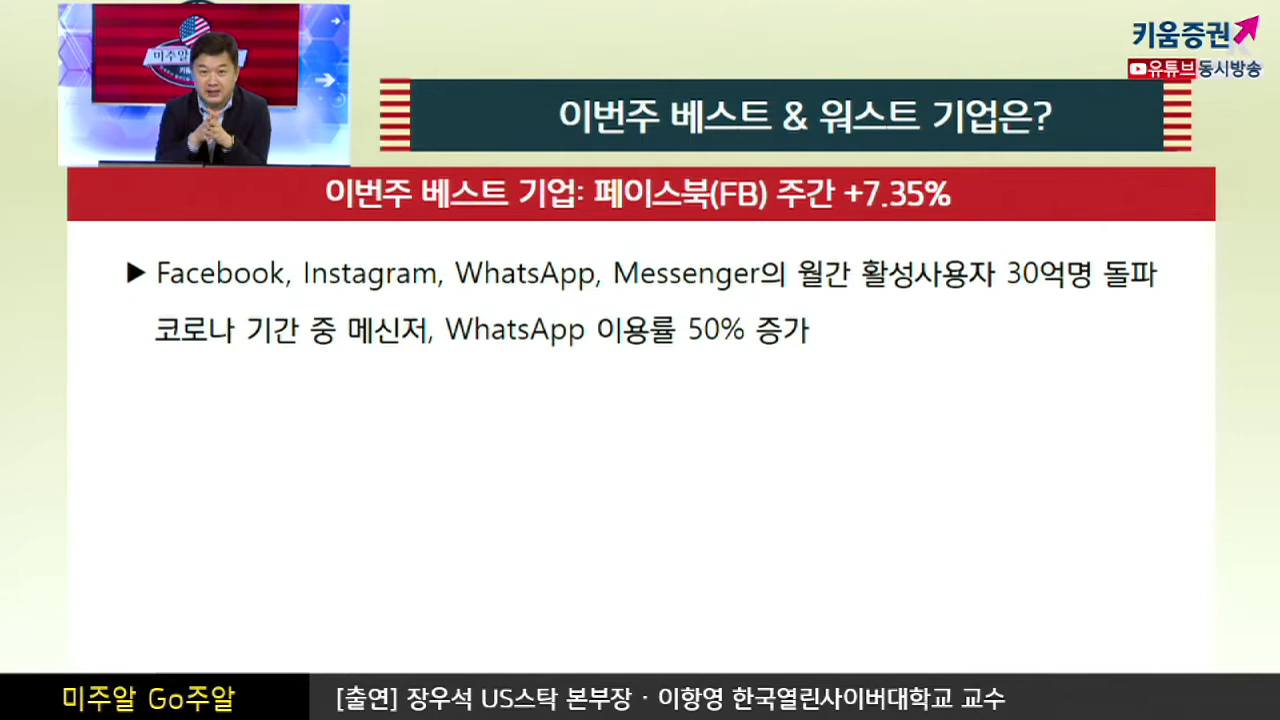 미주알
키움증권
유튜브동시방송
이번주 베스트 & 워스트 기업은?
이번주 베스트 기업: 페이스북(FB) 주간 +7.35%
▶ Facebook, Instagram, WhatsApp, Messenger의 월간 활성사용자 30억명 돌파
코로나 기간 중 메신저, WhatsApp 이용률 50% 증가
미주알 Go주알
[출연] 장우석 US스탁 본부장 · 이항영 한국열린사이버대학교 교수